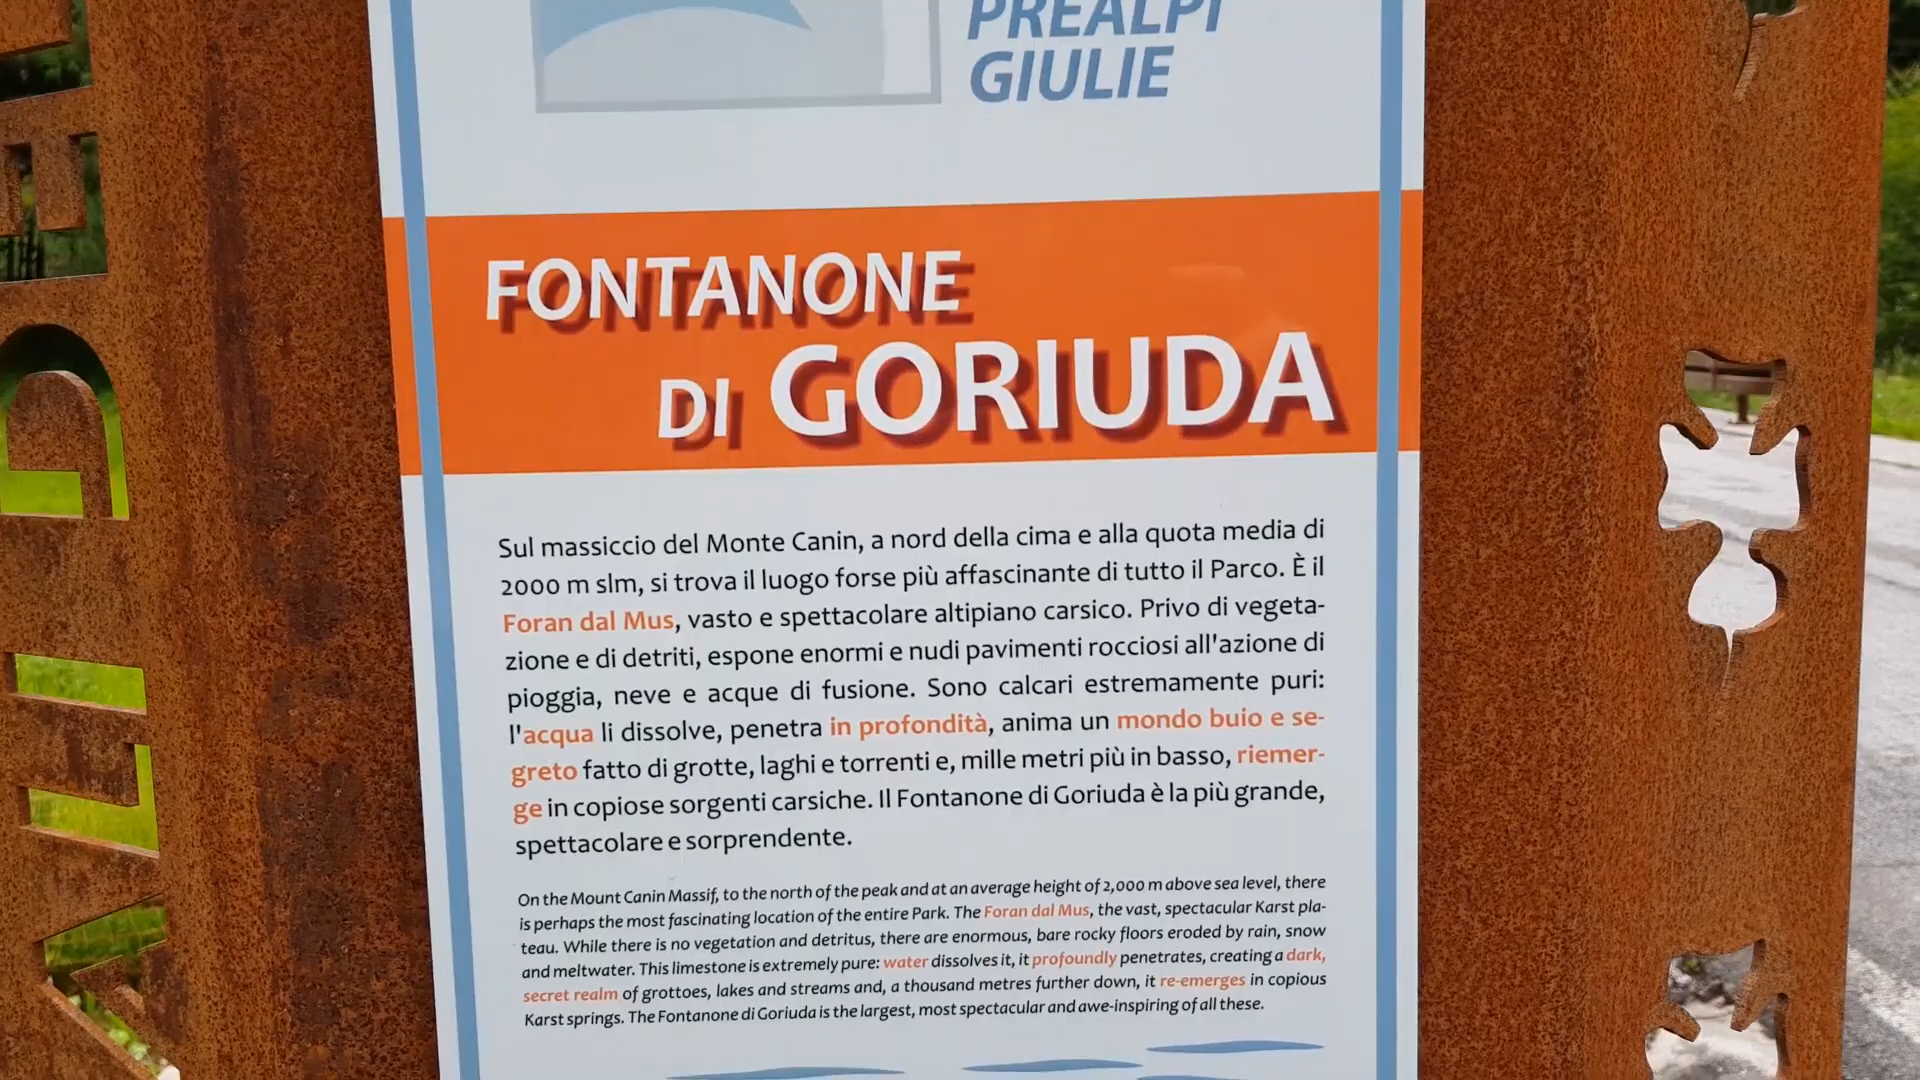 PREALPI
GIULIE
FONTANONE
DI GORIUDA
Sul massiccio del Monte Canin, a nord della cima e alla quota media di
2000 m slm, si trova il luogo forse più affascinante di tutto il Parco. È il
Foran dal Mus, vasto e spettacolare altipiano carsico. Privo di vegeta-
zione e di detriti, espone enormi e nudi pavimenti rocciosi all'azione di
pioggia, neve e acque di fusione. Sono calcari estremamente puri:
l'acqua li dissolve, penetra in profondità, anima un mondo buio e se-
greto fatto di grotte, laghi e torrenti e, mille metri più in basso, riemer-
ge in copiose sorgenti carsiche. Il Fontanone di Goriuda è la più grande,
spettacolare e sorprendente.
On the Mount Canin Massif, to the north of the peak and at an average height of 2,000 m above sea level, there
is perhaps the most fascinating location of the entire Park. The Foran dal Mus, the vast, spectacular Karst pla-
teau. While there is no vegetation and detritus, there are enormous, bare rocky floors eroded by rain, snow
and meltwater. This limestone is extremely pure: water dissolves it, it profoundly penetrates, creating a dark,
secret realm of grottoes, lakes and streams and, a thousand metres further down, it re-emerges in copious
Karst springs. The Fontanone di Goriuda is the largest, most spectacular and awe-inspiring of all these.